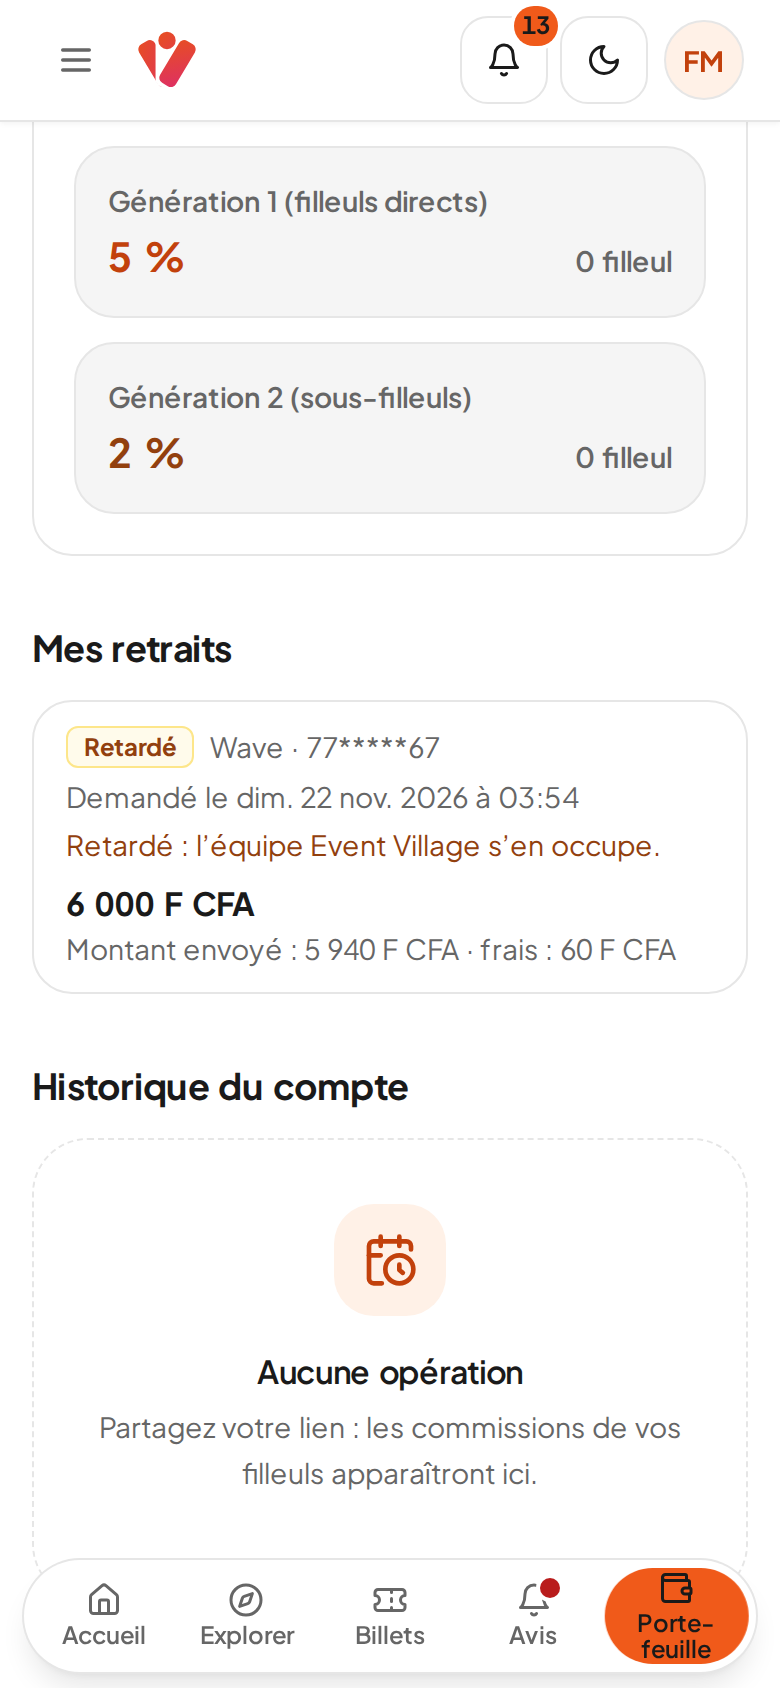 13
FM
Génération 1 (filleuls directs)
5 %
0 filleul
Génération 2 (sous-filleuls)
2 %
0 filleul
Mes retraits
Retardé Wave · 77*****67
Demandé le dim. 22 nov. 2026 à 03:54
Retardé : l’équipe Event Village s’en occupe.
6 000 F CFA
Montant envoyé : 5 940 F CFA · frais : 60 F CFA
Historique du compte
Aucune opération
Partagez votre lien : les commissions de vos
filleuls apparaîtront ici.
Accueil
Explorer
Billets
Avis
Porte-
feuille